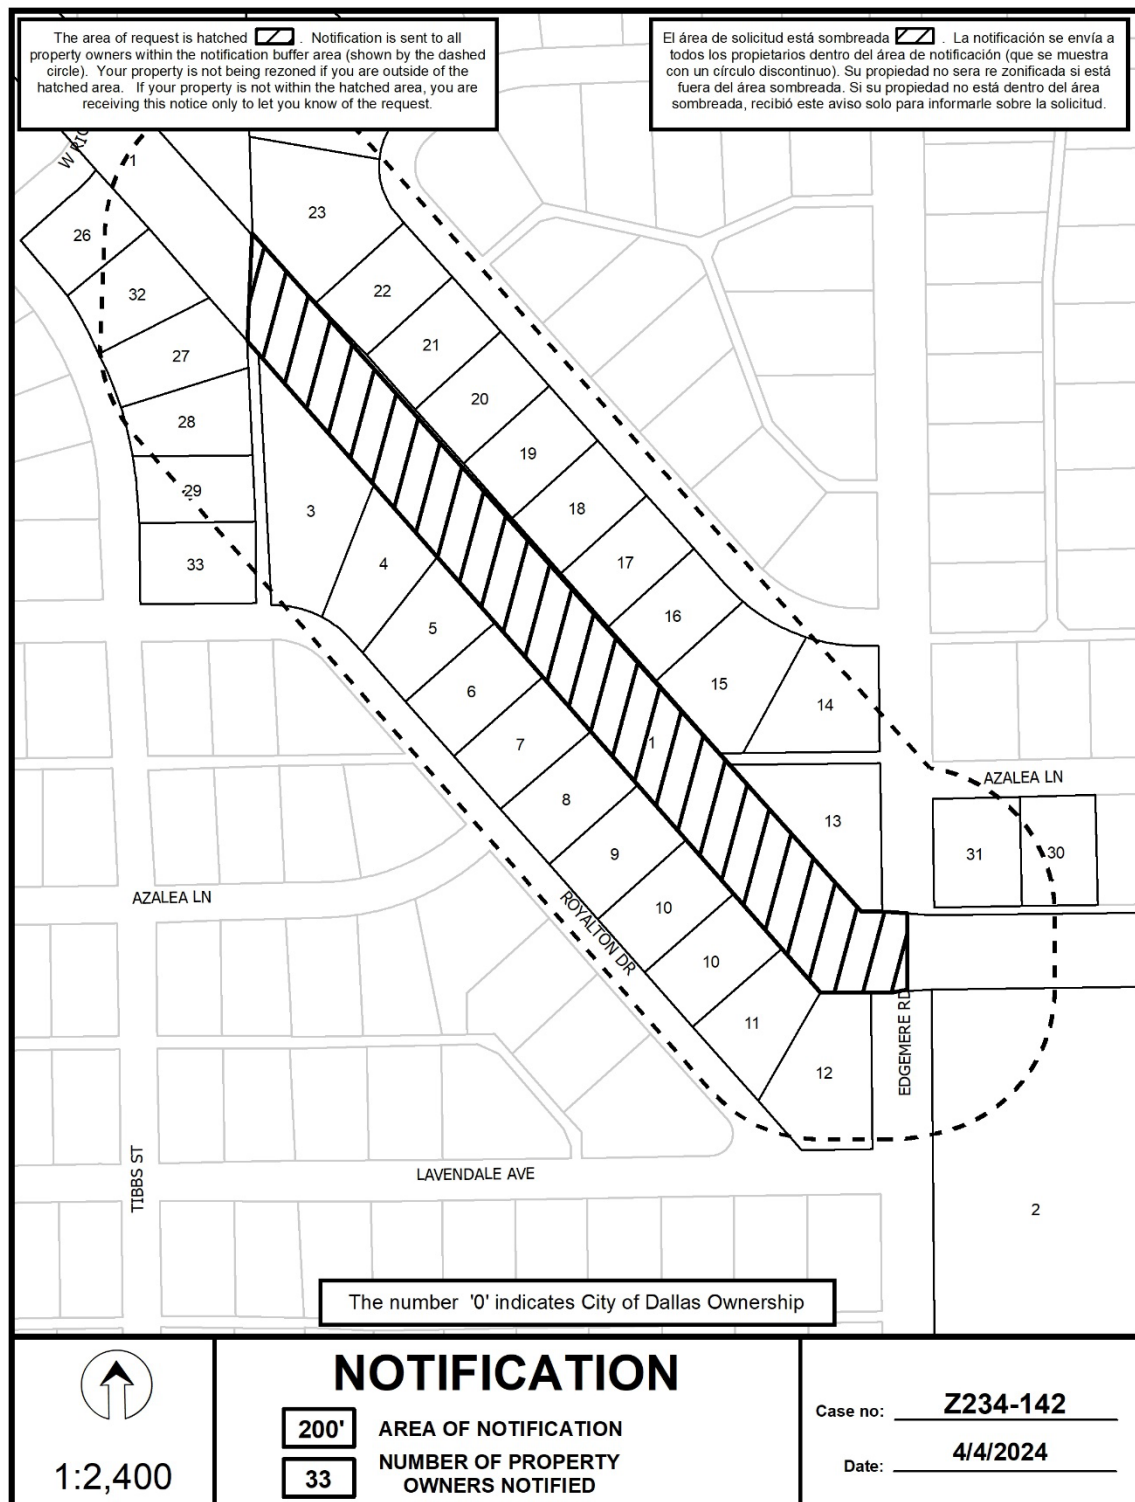 The area of request is hatched . Notification is sent to all
property owners within the notification buffer area (shown by the dashed
circle). Your property is not being rezoned if you are outside of the
hatched area. If your property is not within the hatched area, you are
receiving this notice only to let you know of the request.
El área de solicitud está sombreada . La notificación se envía a
todos los propietarios dentro del área de notificación (que se muestra
con un círculo discontinuo). Su propiedad no sera re zonificada si está
fuera del área sombreada. Si su propiedad no está dentro del área
sombreada, recibió este aviso solo para informarle sobre la solicitud.
1
23
26
32
22
27
21
28
20
19
29
3
18
33
4
17
5
16
6
15
14
7
1
AZALEA LN
8
13
9
31
30
AZALEA LN
10
ROYALTON DR
10
11
12
EDGEMERE RD
TIBBS ST
LAVENDALE AVE
2
The number '0' indicates City of Dallas Ownership
1:2,400
NOTIFICATION
200' AREA OF NOTIFICATION
33 NUMBER OF PROPERTY
OWNERS NOTIFIED
Case no: Z234-142
Date: 4/4/2024